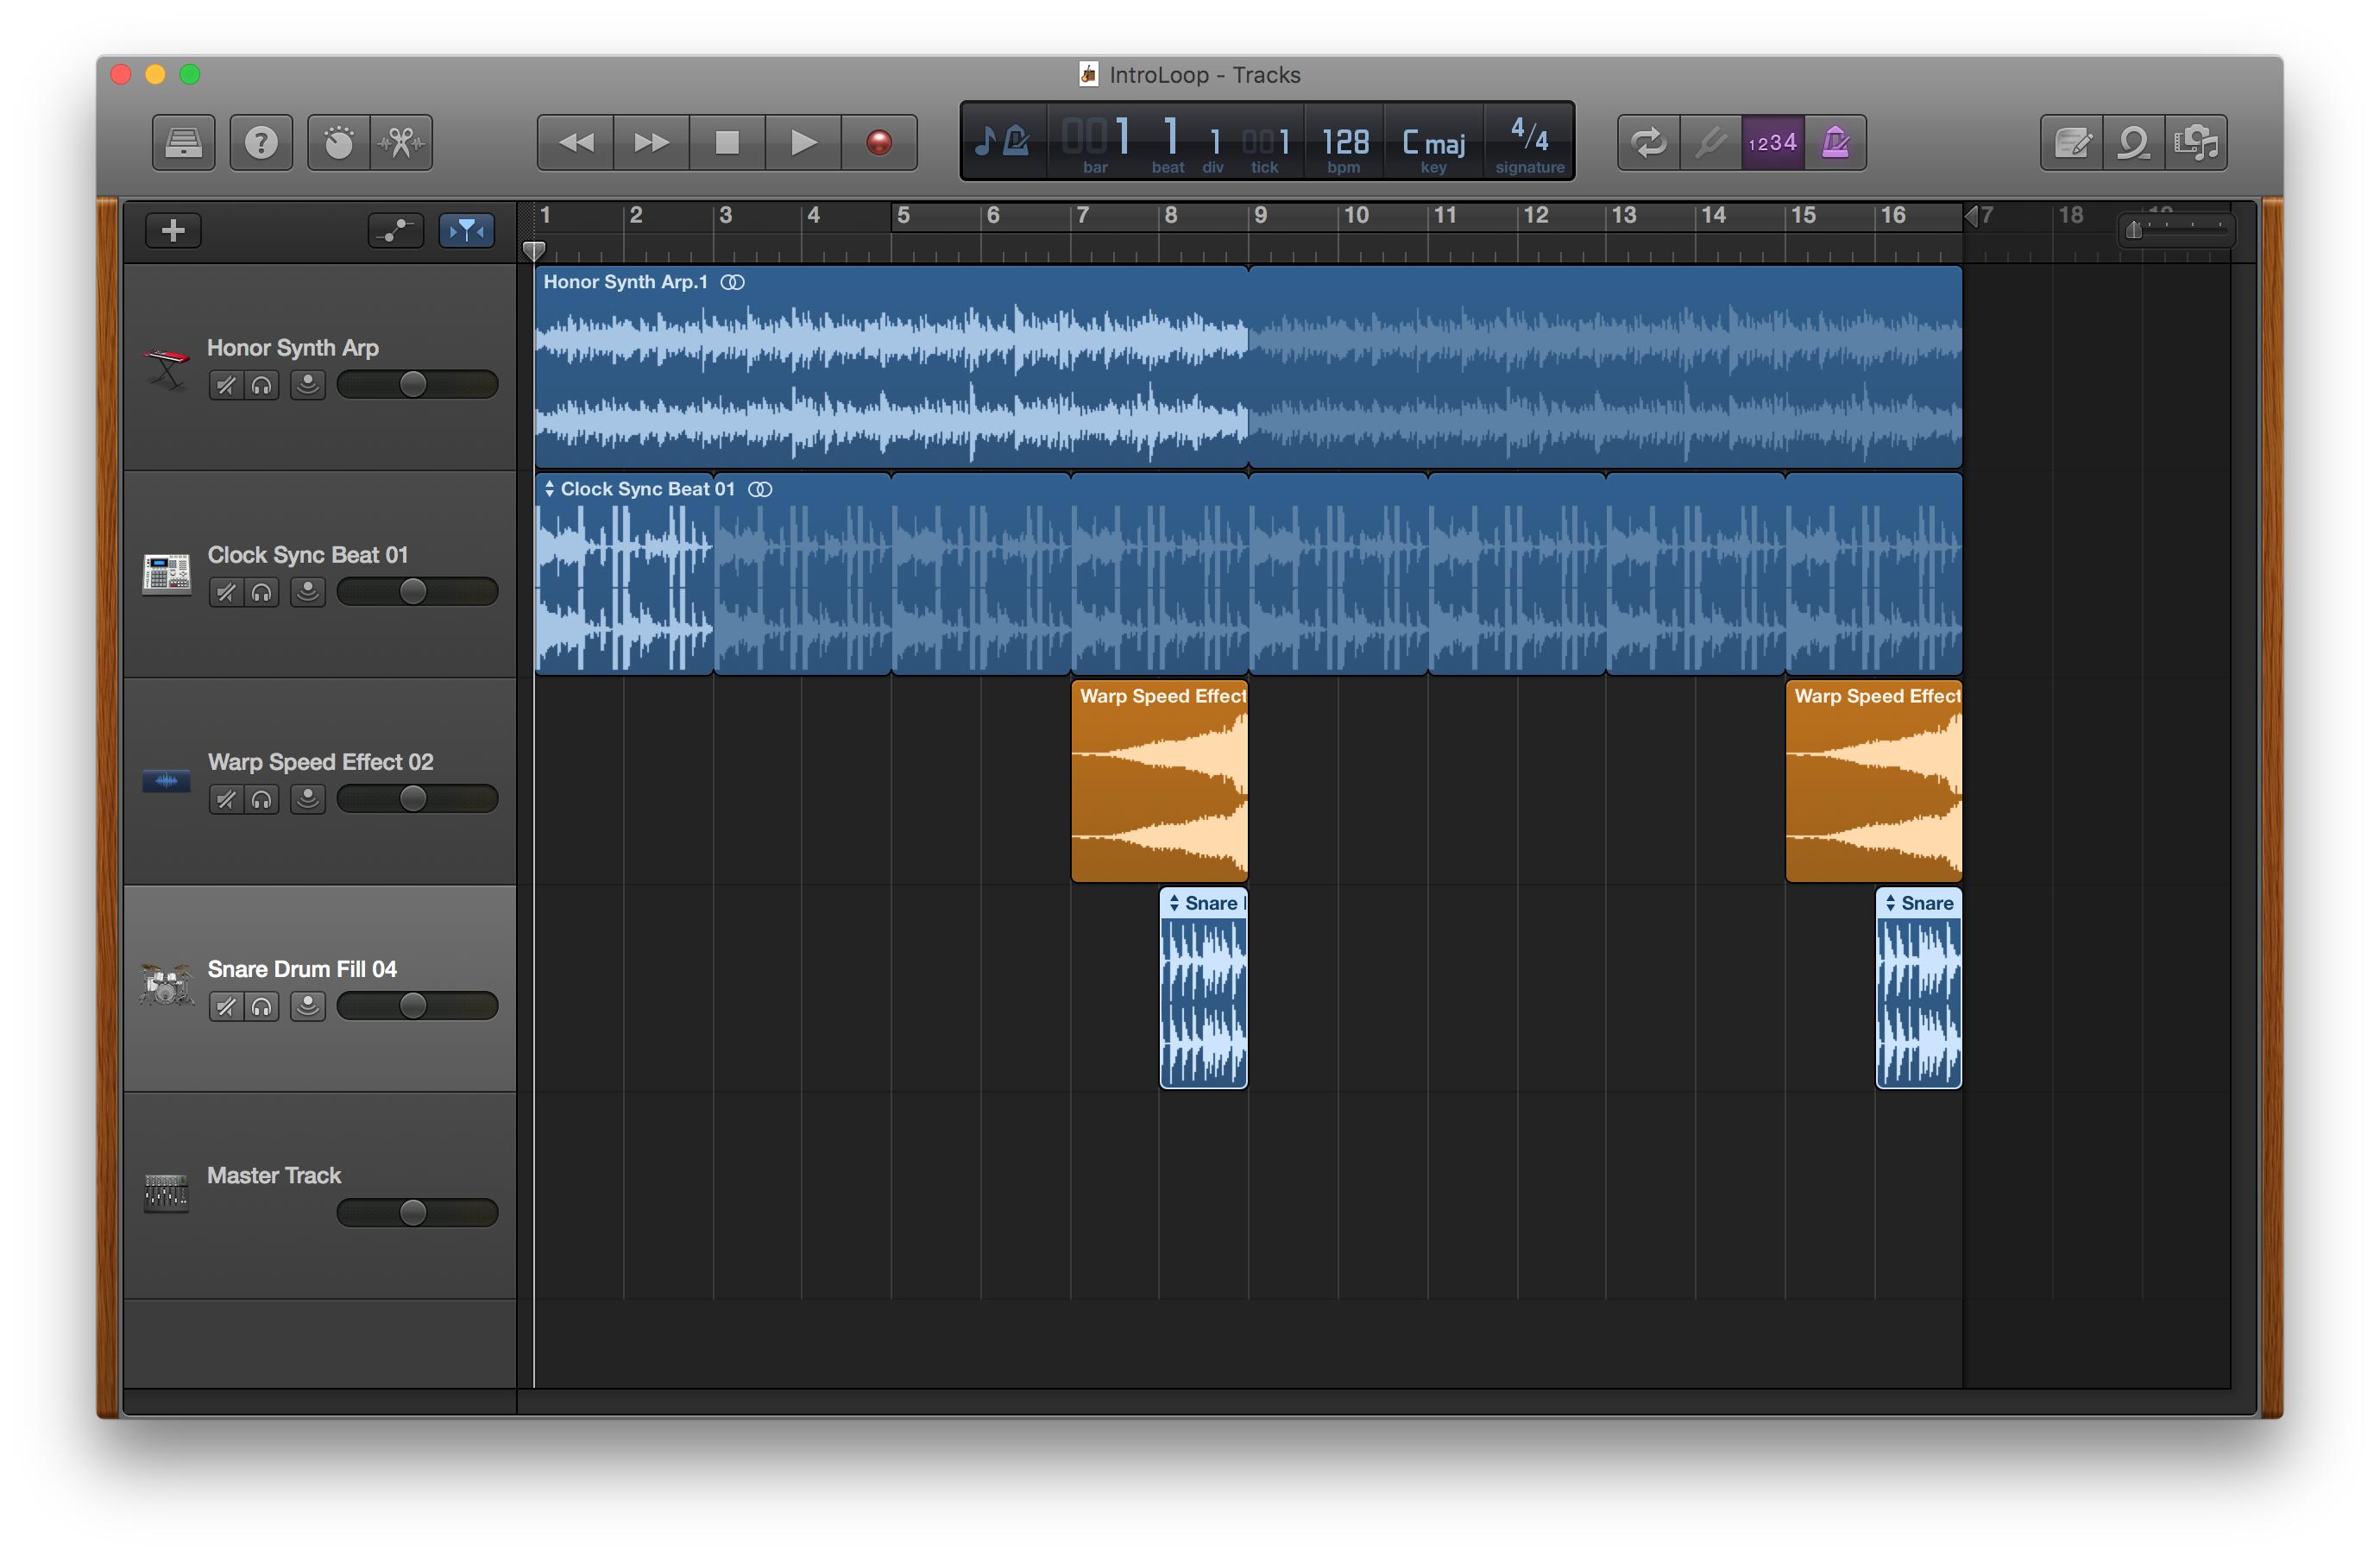 IntroLoop - Tracks
?
001 1 1 001 128 C maj 4/4
bar beat div tick bpm key signature
1234
1 2 3 4 5 6 7 8 9 10 11 12 13 14 15 16 7 18
Honor Synth Arp.1
Honor Synth Arp
Clock Sync Beat 01
Clock Sync Beat 01
Warp Speed Effect Warp Speed Effect
Warp Speed Effect 02
Snare Snare
Snare Drum Fill 04
Master Track